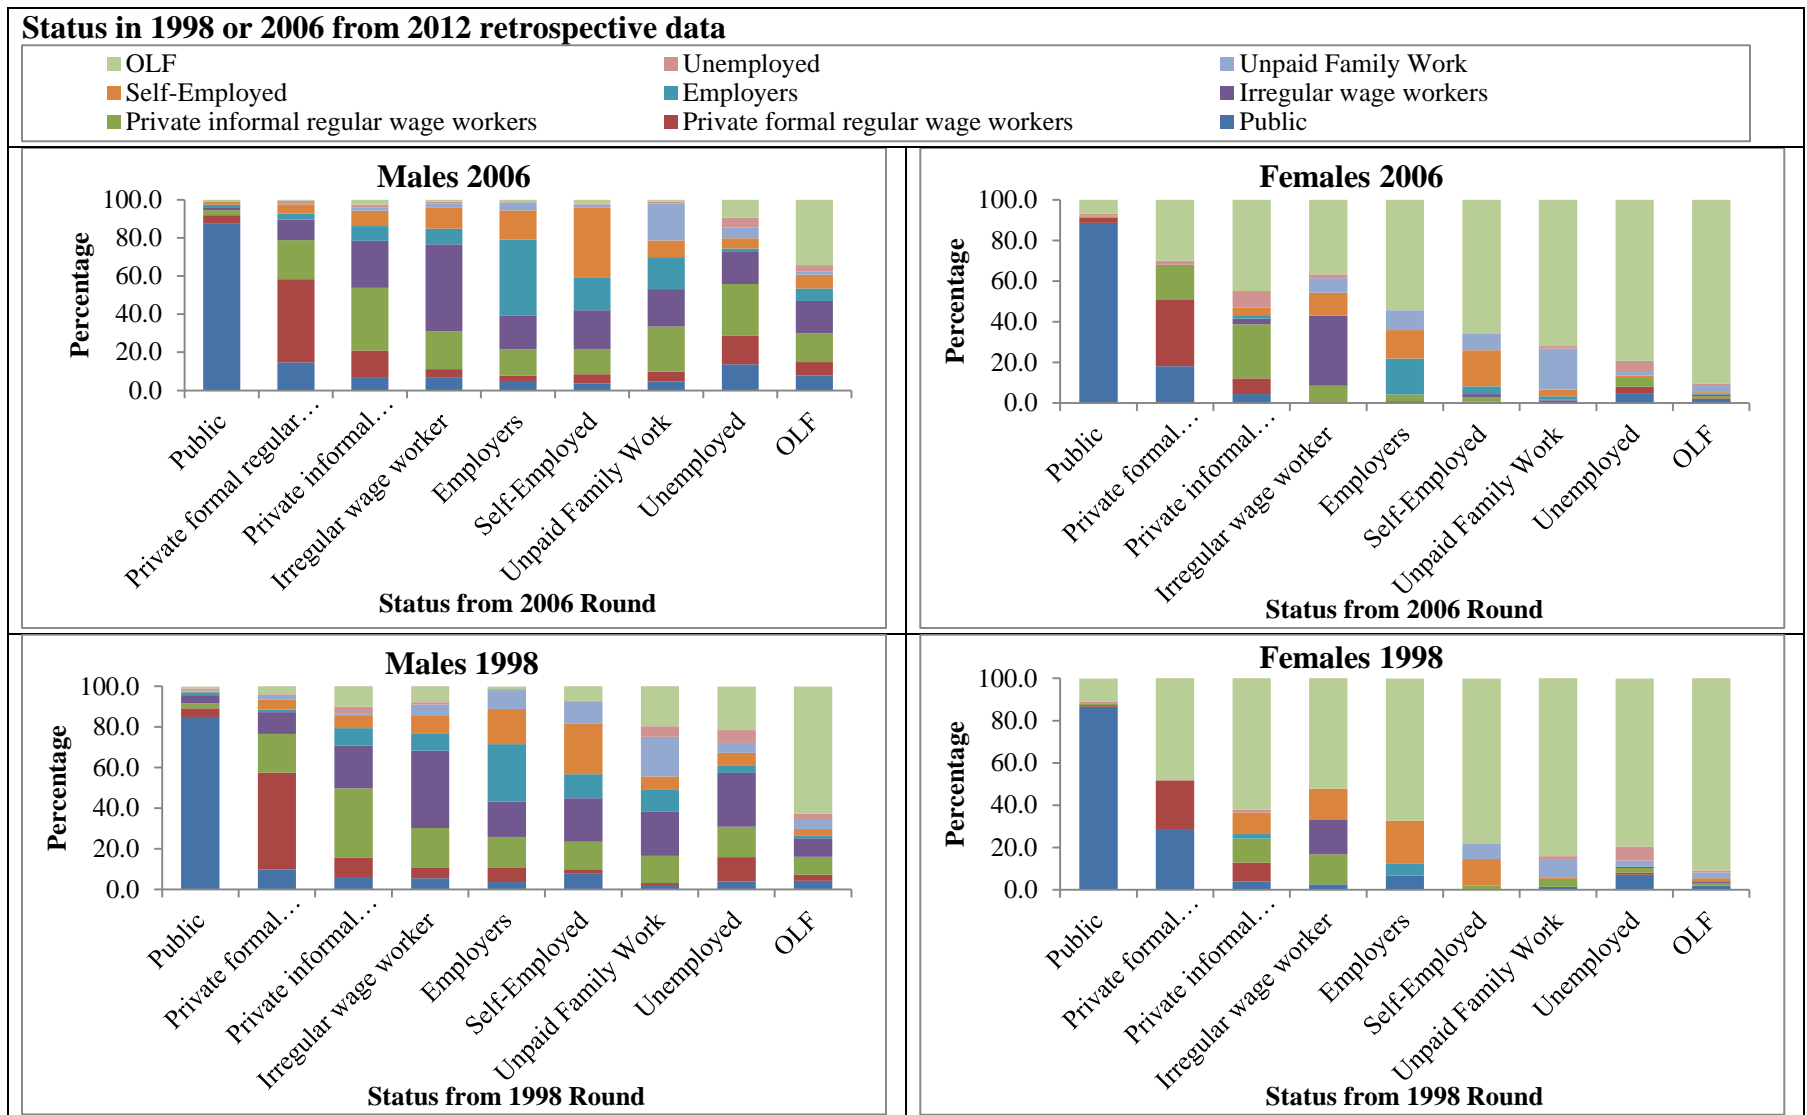 Status in 1998 or 2006 from 2012 retrospective data
OLF
Unemployed
Unpaid Family Work
Self-Employed
Employers
Irregular wage workers
Private informal regular wage workers
Private formal regular wage workers
Public
Males 2006
Percentage
100.0
80.0
60.0
40.0
20.0
0.0
Public
Private formal regular…
Private informal…
Irregular wage worker
Employers
Self-Employed
Unpaid Family Work
Unemployed
OLF
Status from 2006 Round
Females 2006
Percentage
100.0
80.0
60.0
40.0
20.0
0.0
Public
Private formal…
Private informal…
Irregular wage worker
Employers
Self-Employed
Unpaid Family Work
Unemployed
OLF
Status from 2006 Round
Males 1998
Percentage
100.0
80.0
60.0
40.0
20.0
0.0
Public
Private formal…
Private informal…
Irregular wage worker
Employers
Self-Employed
Unpaid Family Work
Unemployed
OLF
Status from 1998 Round
Females 1998
Percentage
100.0
80.0
60.0
40.0
20.0
0.0
Public
Private formal…
Private informal…
Irregular wage worker
Employers
Self-Employed
Unpaid Family Work
Unemployed
OLF
Status from 1998 Round